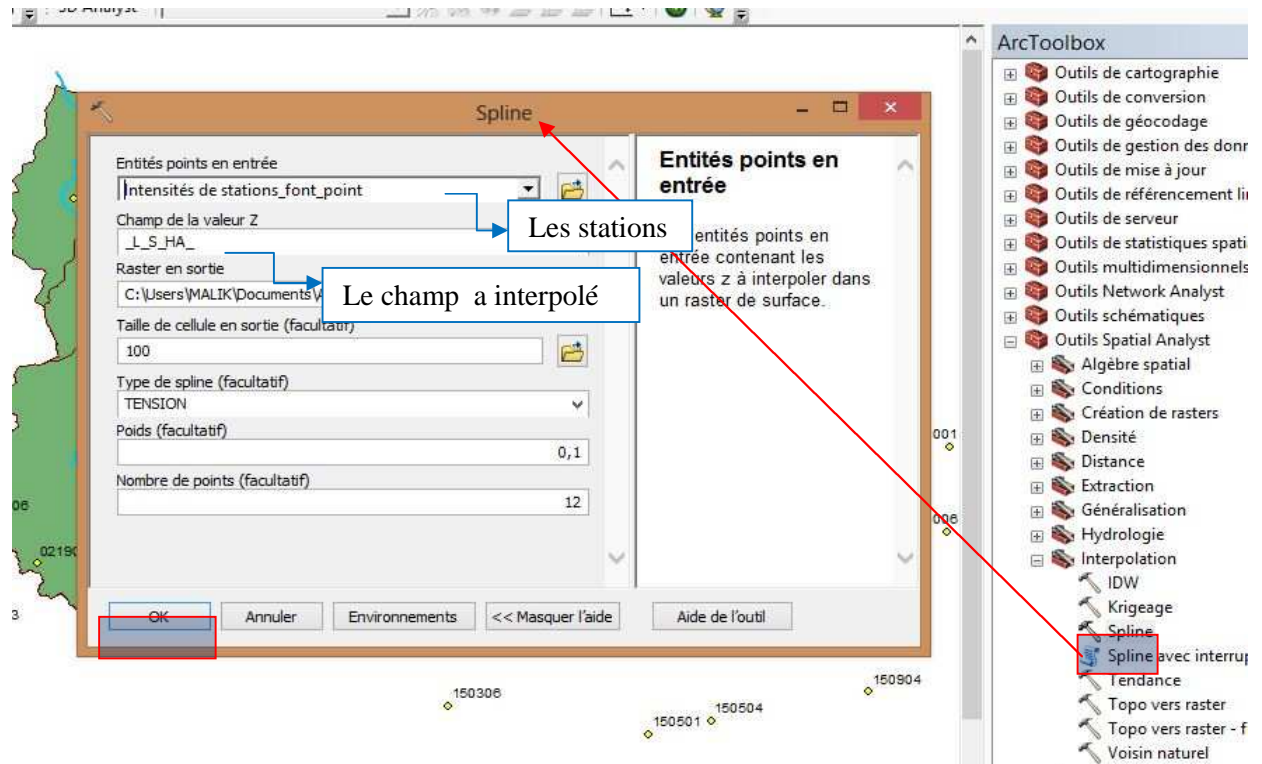 3D Analyst
Spline
Entités points en entrée
Intensités de stations_font_point
Champ de la valeur Z
_L_S_HA_
Raster en sortie
C:\Users\MALIK\Documents\
Taille de cellule en sortie (facultatif)
100
Type de spline (facultatif)
TENSION
Poids (facultatif)
0,1
Nombre de points (facultatif)
12
Les stations
Le champ a interpolé
Entités points en
entrée
entités points en
entrée contenant les
valeurs z à interpoler dans
un raster de surface.
OK
Annuler
Environnements
<< Masquer l'aide
Aide de l'outil
001
006
06
02190
3
150306
150904
150504
150501
ArcToolbox
Outils de cartographie
Outils de conversion
Outils de géocodage
Outils de gestion des donn
Outils de mise à jour
Outils de référencement li
Outils de serveur
Outils de statistiques spati
Outils multidimensionnels
Outils Network Analyst
Outils schématiques
Outils Spatial Analyst
Algèbre spatial
Conditions
Création de rasters
Densité
Distance
Extraction
Généralisation
Hydrologie
Interpolation
IDW
Krigeage
Spline
Spline avec interrup
Tendance
Topo vers raster
Topo vers raster - f
Voisin naturel